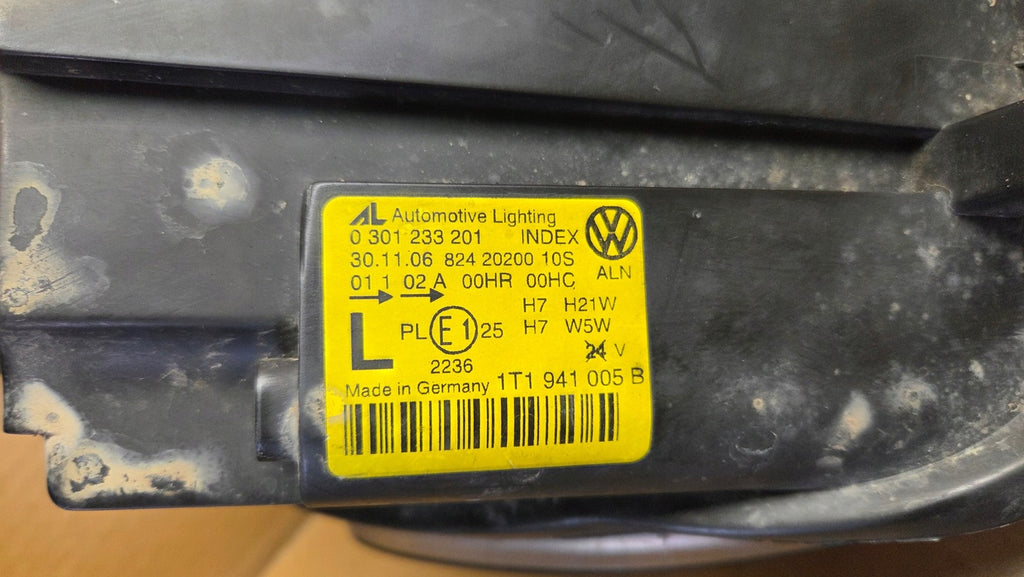 AL Automotive Lighting
0 301 233 201 INDEX
30.11.06 824 20200 10S
ALN
01 1 02 A 00HR 00HC
H7 H21W
L PL E1 25 H7 W5W
2236
24 V
Made in Germany 1T1 941 005 B